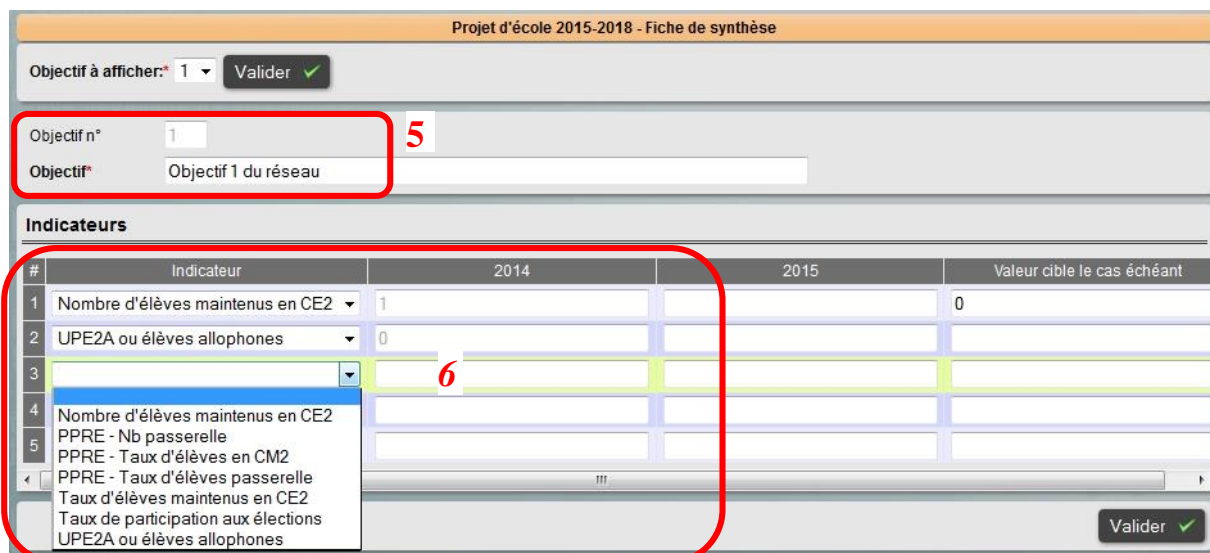 Projet d'école 2015-2018 - Fiche de synthèse
Objectif à afficher:* 1 Valider
Objectif n° 1
5
Objectif* Objectif 1 du réseau
Indicateurs
# Indicateur 2014 2015 Valeur cible le cas échéant
1 Nombre d'élèves maintenus en CE2 1 0
2 UPE2A ou élèves allophones 0
3 6
4 Nombre d'élèves maintenus en CE2
PPRE - Nb passerelle
5 PPRE - Taux d'élèves en CM2
PPRE - Taux d'élèves passerelle
Taux d'élèves maintenus en CE2
Taux de participation aux élections
UPE2A ou élèves allophones
Valider